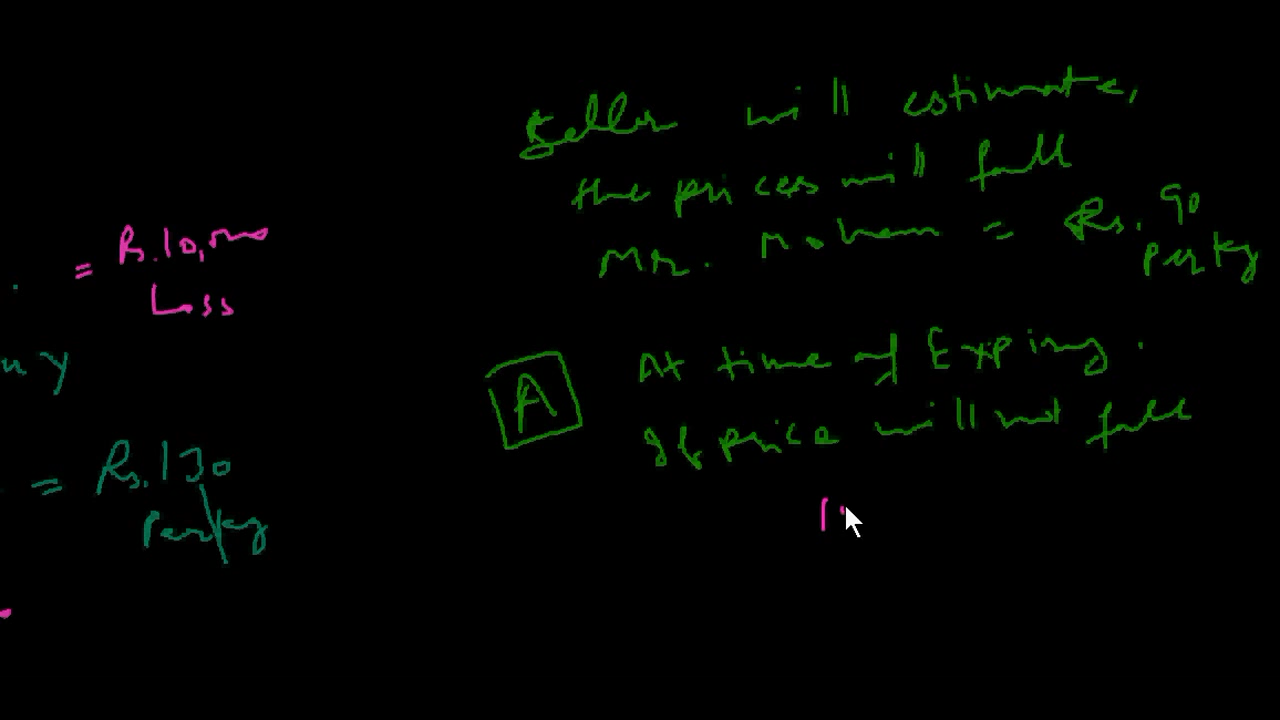 = Rs.10,000
Loss
ny
= Rs.130
Per kg
Seller will estimate,
the prices will fall
Mr. Mohan = Rs. 90
per kg
A
At time of Expiry.
If price will not fall